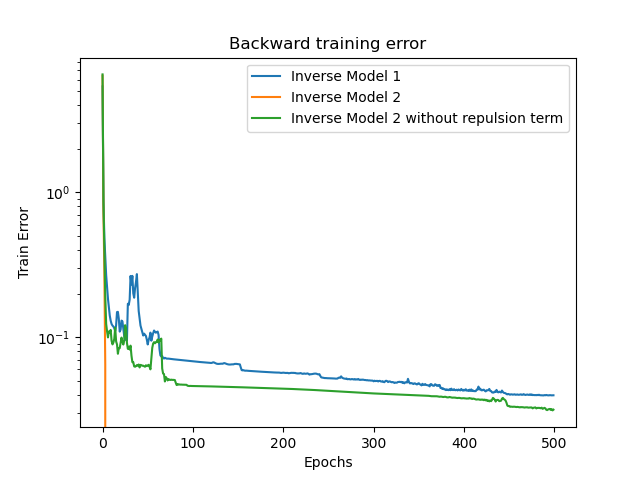 Backward training error
Inverse Model 1
Inverse Model 2
Inverse Model 2 without repulsion term
Train Error
10⁰
10⁻¹
0 100 200 300 400 500
Epochs